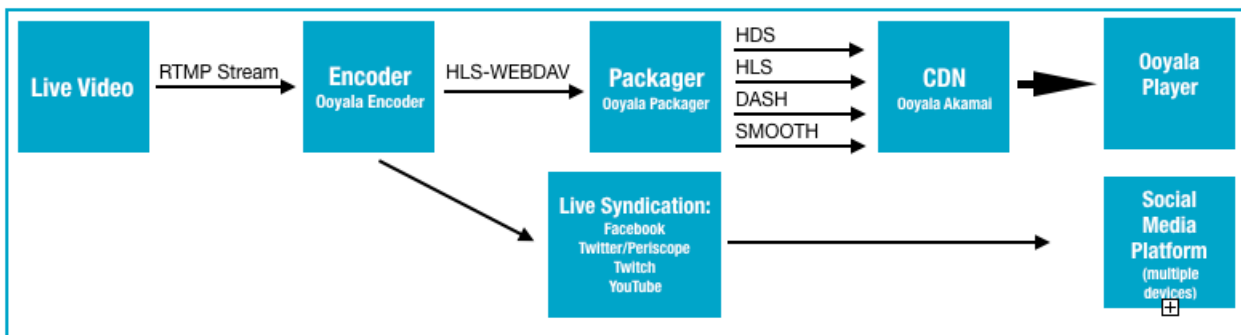 Live Video
RTMP Stream
Encoder
Ooyala Encoder
HLS-WEBDAV
Packager
Ooyala Packager
HDS
HLS
DASH
SMOOTH
CDN
Ooyala Akamai
Ooyala
Player
Live Syndication:
Facebook
Twitter/Periscope
Twitch
YouTube
Social
Media
Platform
(multiple
devices)